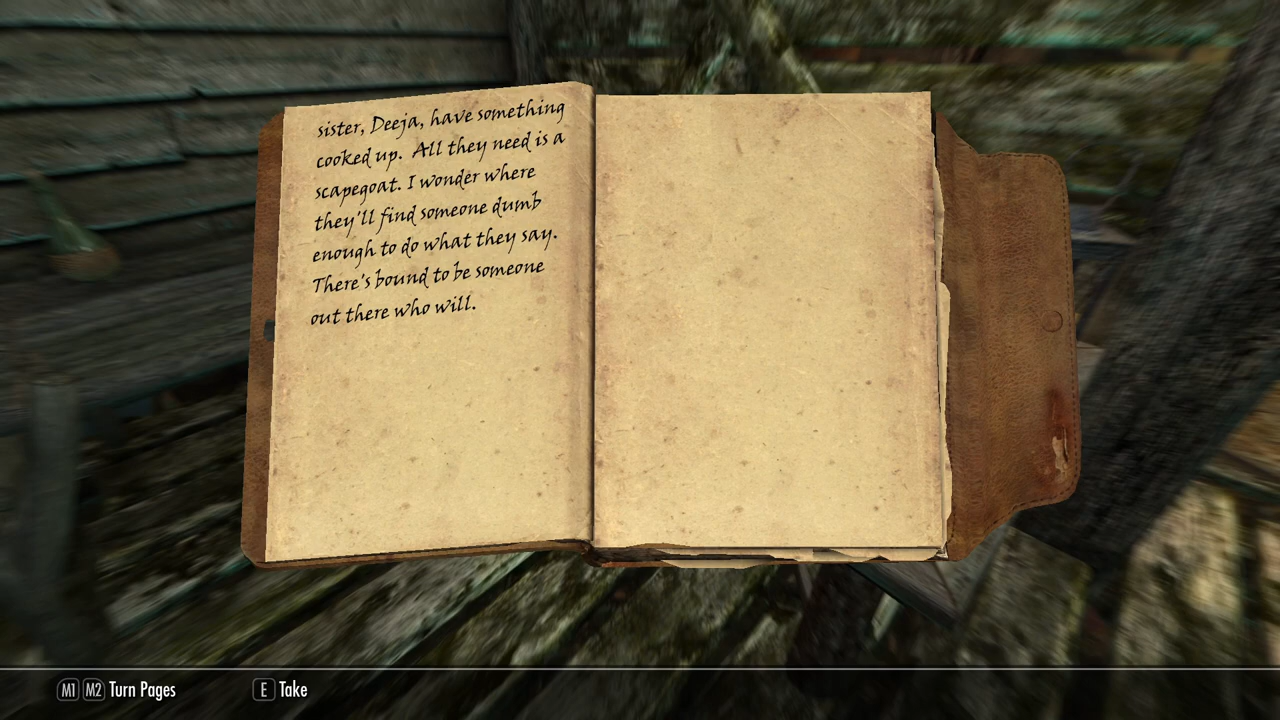 sister, Deeja, have something
cooked up.  All they need is a
scapegoat. I wonder where
they'll find someone dumb
enough to do what they say.
There's bound to be someone
out there who will.
M1 M2 Turn Pages
E Take